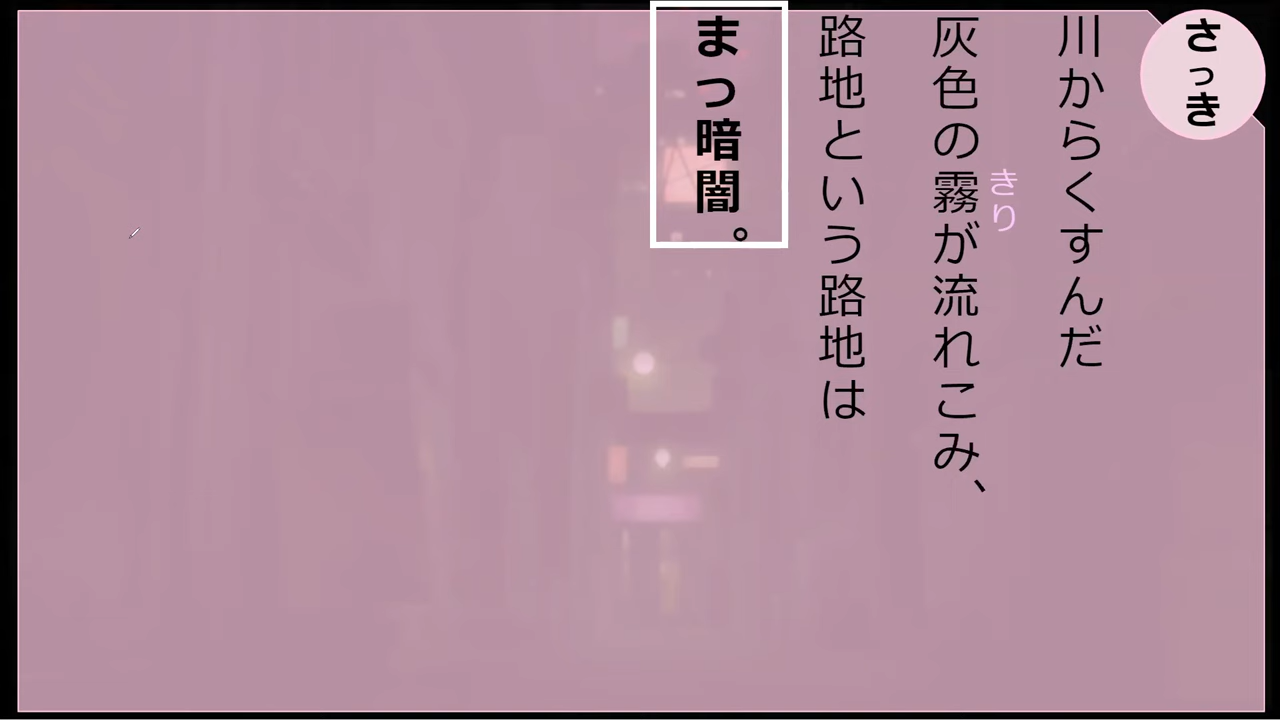 さっき
川からくすんだ
灰色の霧が流れこみ、
きり
路地という路地は
まつ暗闇。